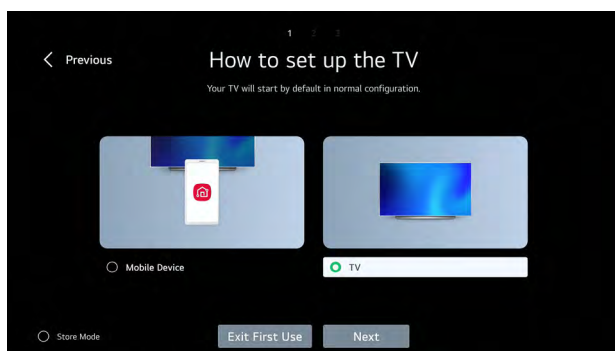 1 2 3
Previous
How to set up the TV
Your TV will start by default in normal configuration.
Mobile Device
TV
Store Mode
Exit First Use
Next